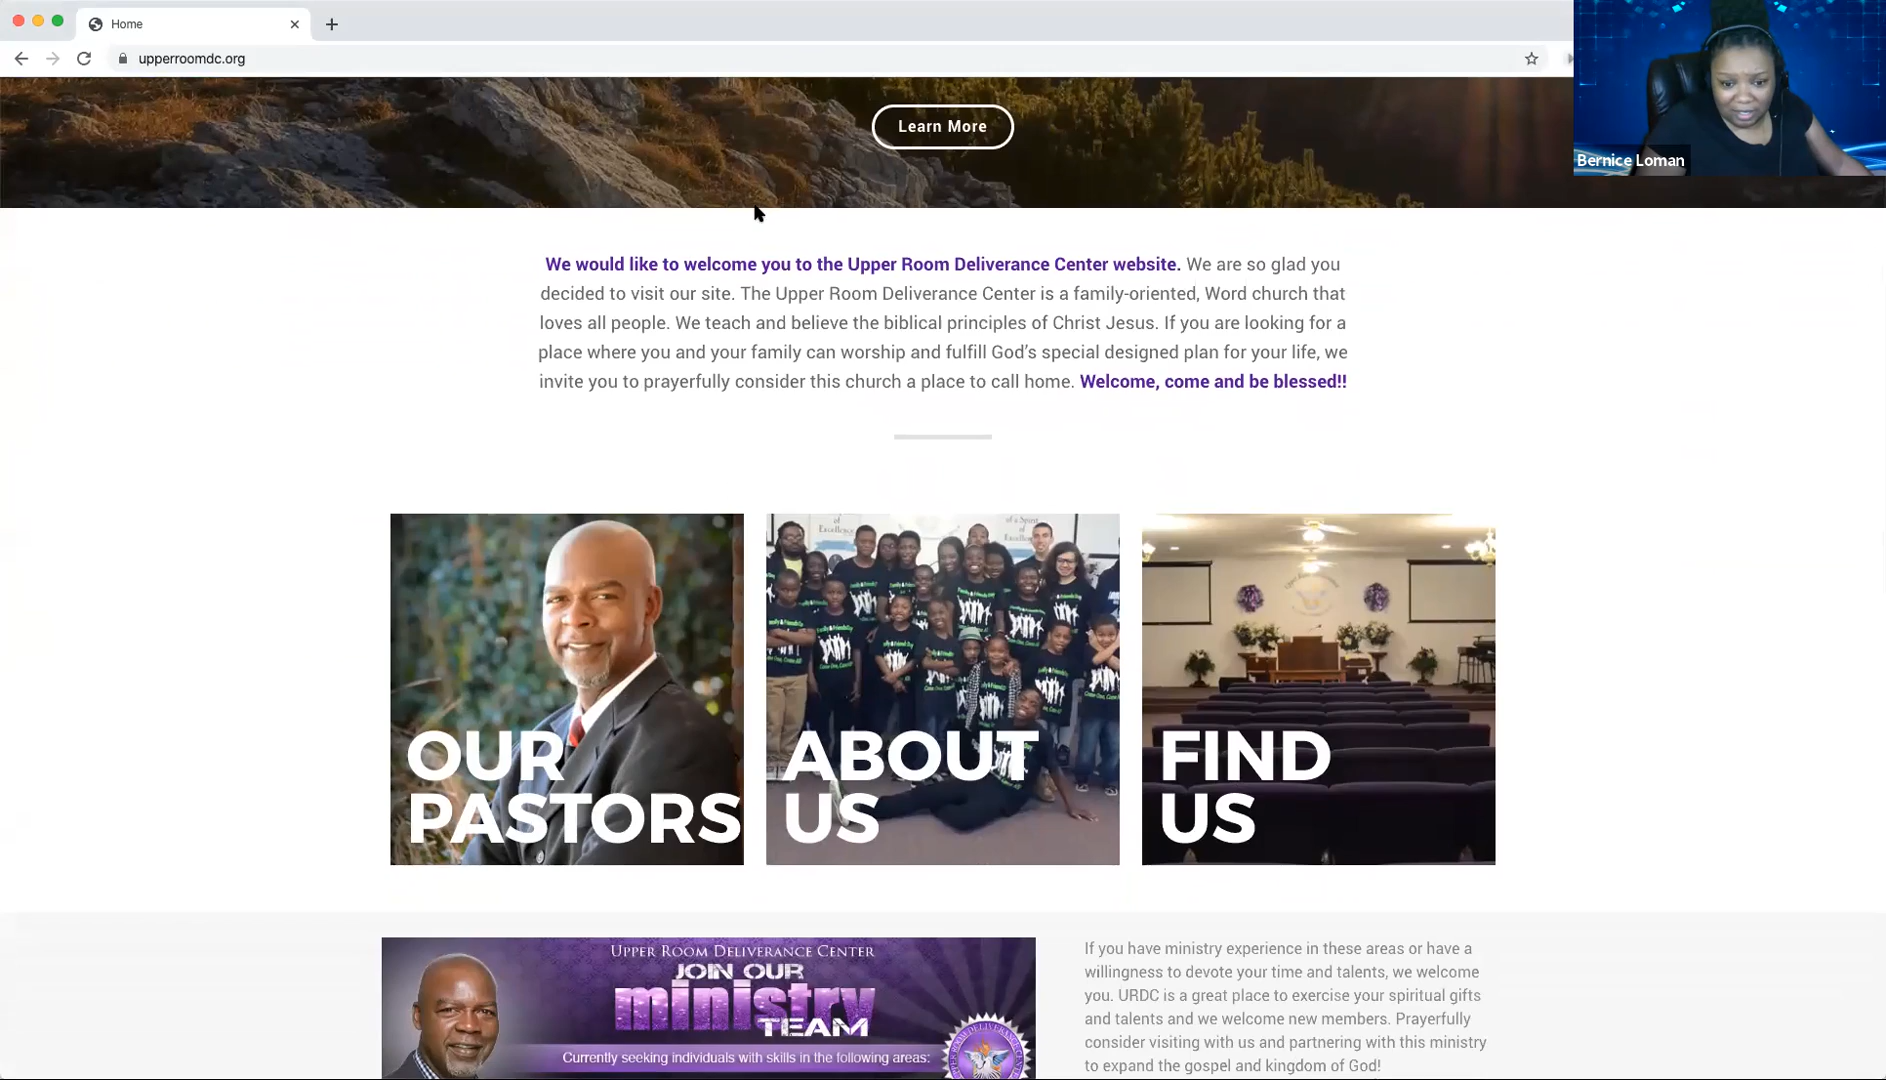 Home
upperroomdc.org
Bernice Loman
Learn More
We would like to welcome you to the Upper Room Deliverance Center website. We are so glad you
decided to visit our site. The Upper Room Deliverance Center is a family-oriented, Word church that
loves all people. We teach and believe the biblical principles of Christ Jesus. If you are looking for a
place where you and your family can worship and fulfill God’s special designed plan for your life, we
invite you to prayerfully consider this church a place to call home. Welcome, come and be blessed!!
OUR
PASTORS
ABOUT
US
FIND
US
UPPER ROOM DELIVERANCE CENTER
JOIN OUR
ministry
TEAM
Currently seeking individuals with skills in the following areas:
If you have ministry experience in these areas or have a
willingness to devote your time and talents, we welcome
you. URDC is a great place to exercise your spiritual gifts
and talents and we welcome new members. Prayerfully
consider visiting with us and partnering with this ministry
to expand the gospel and kingdom of God!